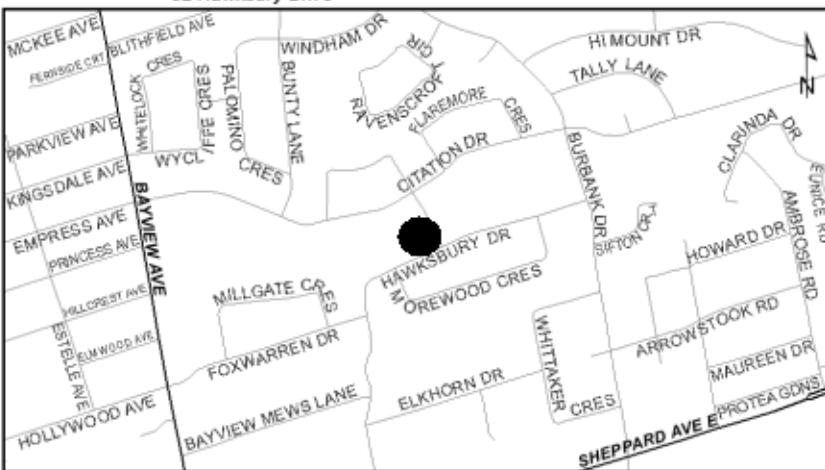 MCKEE AVE
BLITHFIELD AVE
FERNSIDE CRT
WHITELOCK
CRES
WYCL
IFFE CRES
PALOMINO
CRES
BUNTY LANE
WINDHAM DR
RAVENSCROFT
CIR
FLAREMORE
CRES
CITATION DR
HI MOUNT DR
TALLY LANE
N
CLARINDA
DR
EUNICE RD
AMBROSE RD
BURBANK DR
SIFTON CRT
HOWARD DR
PARKVIEW AVE
KINGSDALE AVE
EMPRESS AVE
PRINCESS AVE
BAYVIEW AVE
HILLCREST AVE
ELMWOOD AVE
ESTELLE AVE
HOLLYWOOD AVE
MILLGATE CRES
FOXWARREN DR
BAYVIEW MEWS LANE
HAWKSBURY DR
MOREWOOD CRES
ELKHORN DR
WHITTAKER
CRES
ARROWSTOOK RD
MAUREEN DR
PROTEA GDNS
SHEPPARD AVE E